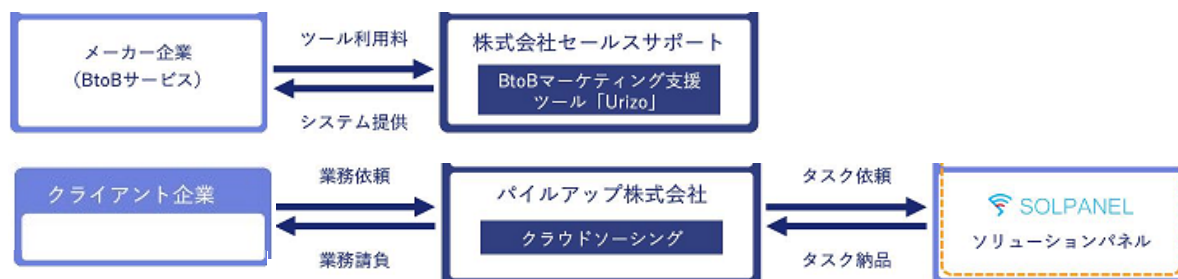 メーカー企業
（BtoBサービス）
ツール利用料
システム提供
株式会社セールスサポート
BtoBマーケティング支援
ツール「Urizo」
クライアント企業
業務依頼
業務請負
パイルアップ株式会社
クラウドソーシング
タスク依頼
タスク納品
SOLPANEL
ソリューションパネル